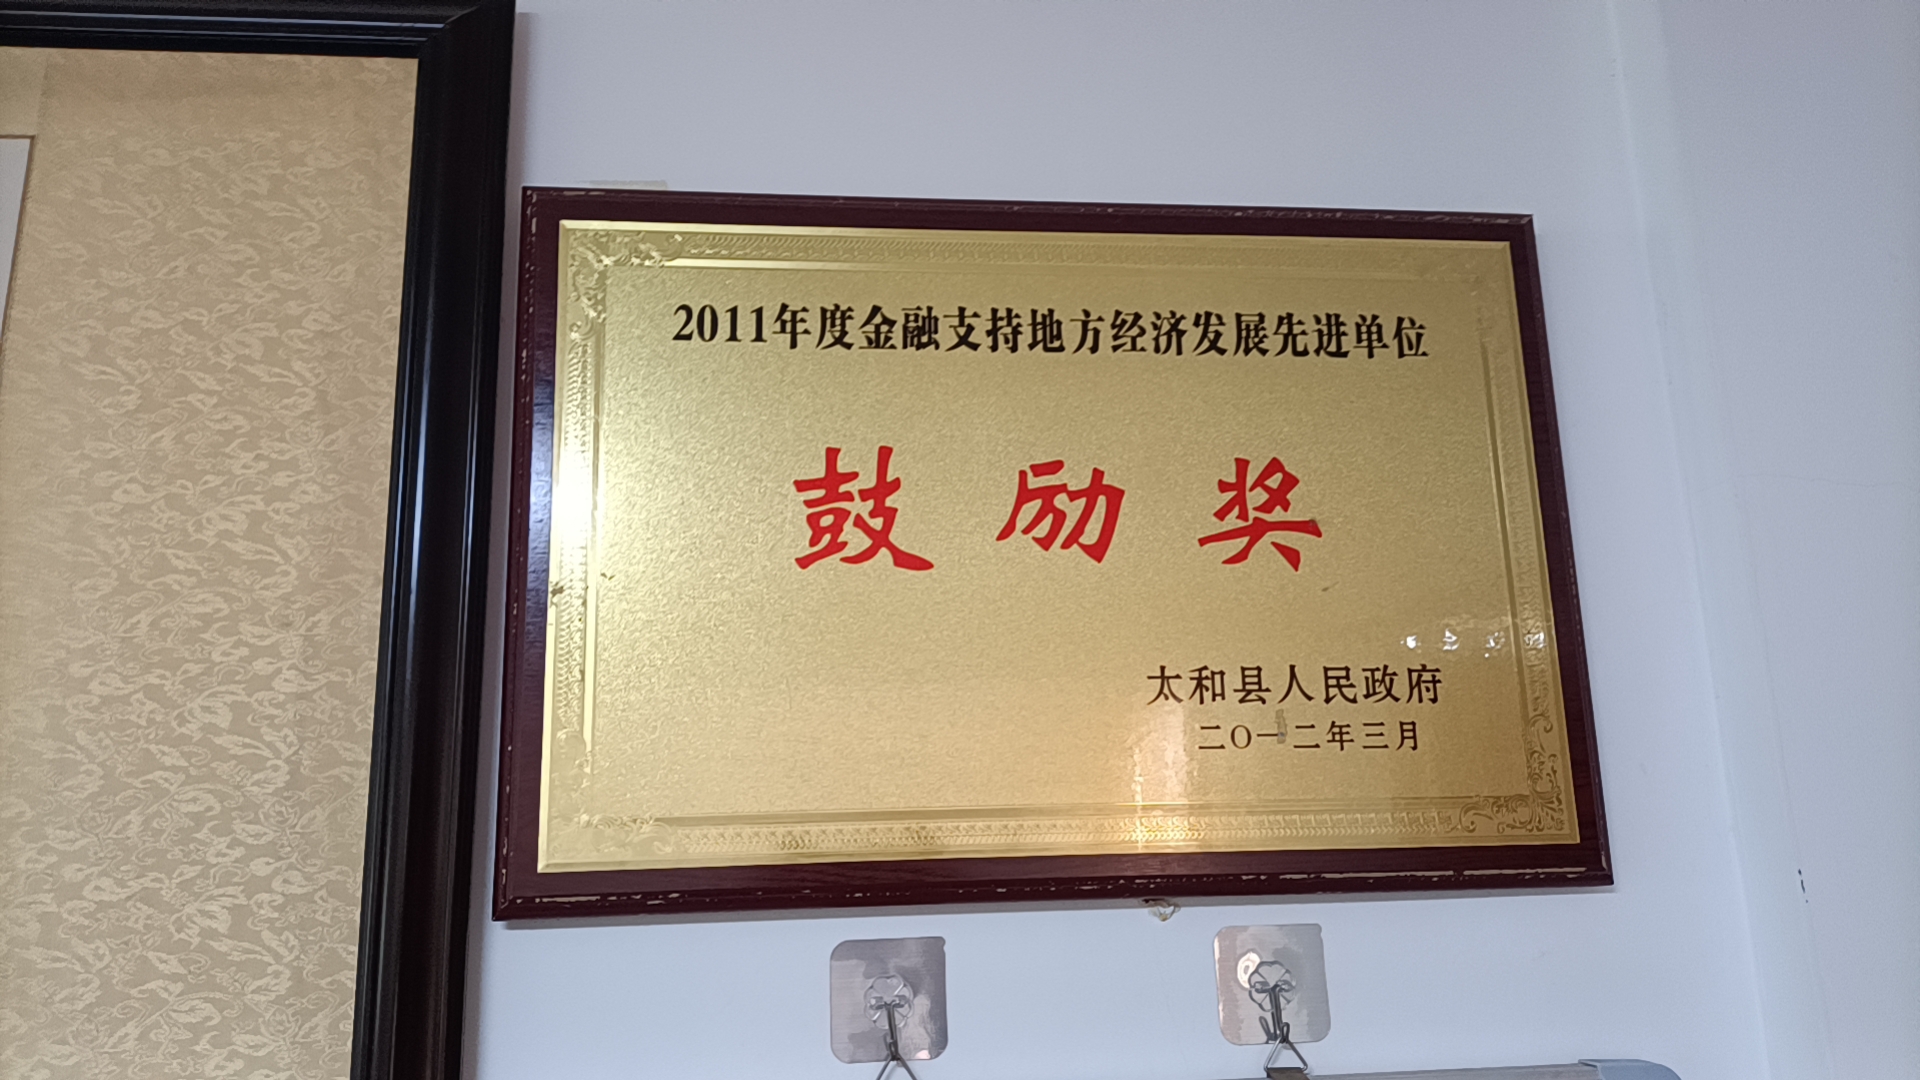 2011年度金融支持地方经济发展先进单位
鼓励奖
太和县人民政府
二〇一二年三月